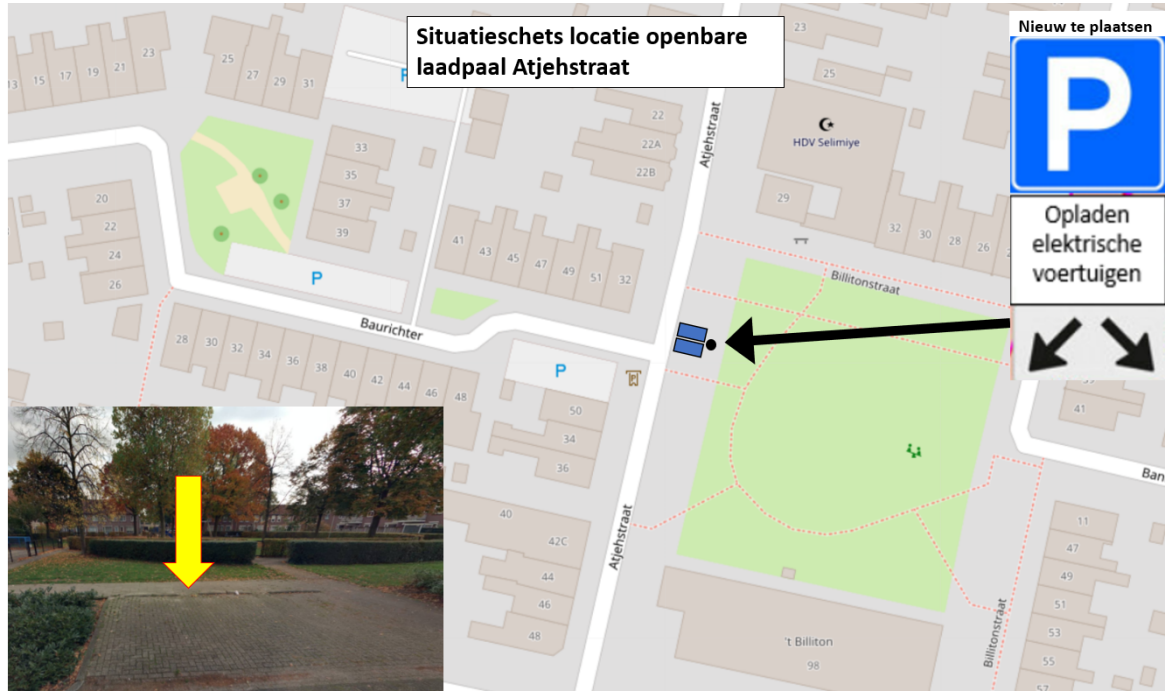 Situatieschets locatie openbare
laadpaal Atjehstraat
Nieuw te plaatsen
P
Opladen
elektrische
voertuigen
13
15
17
19
21
23
25
27
29
31
P
33
35
37
39
20
22
24
26
P
Baurichter
41
43
45
47
49
51
32
22
22A
22B
Atjehstraat
23
25
HDV Selimiye
29
32
30
28
26
Billitonstraat
28
30
32
34
36
38
40
42
44
46
48
P
P
50
34
36
40
42C
44
46
48
Atjehstraat
41
Ban
11
47
49
51
53
55
57
Billitonstraat
't Billiton
98